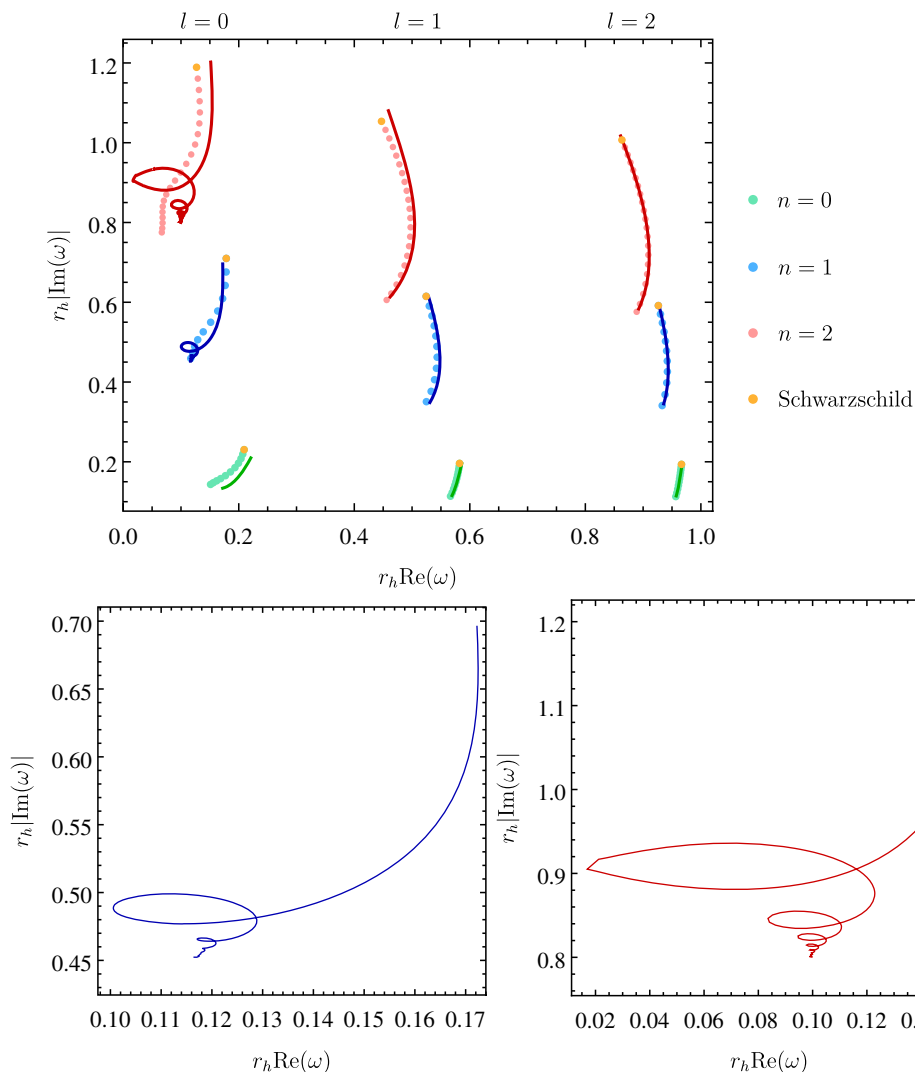 l = 0 l = 1 l = 2
1.2
1.0
0.8
0.6
0.4
0.2
r_h|Im(ω)|
0.0 0.2 0.4 0.6 0.8 1.0
r_hRe(ω)
n = 0
n = 1
n = 2
Schwarzschild
0.70
0.65
0.60
0.55
0.50
0.45
r_h|Im(ω)|
0.10 0.11 0.12 0.13 0.14 0.15 0.16 0.17
r_hRe(ω)
1.2
1.1
1.0
0.9
0.8
r_h|Im(ω)|
0.02 0.04 0.06 0.08 0.10 0.12 0.
r_hRe(ω)